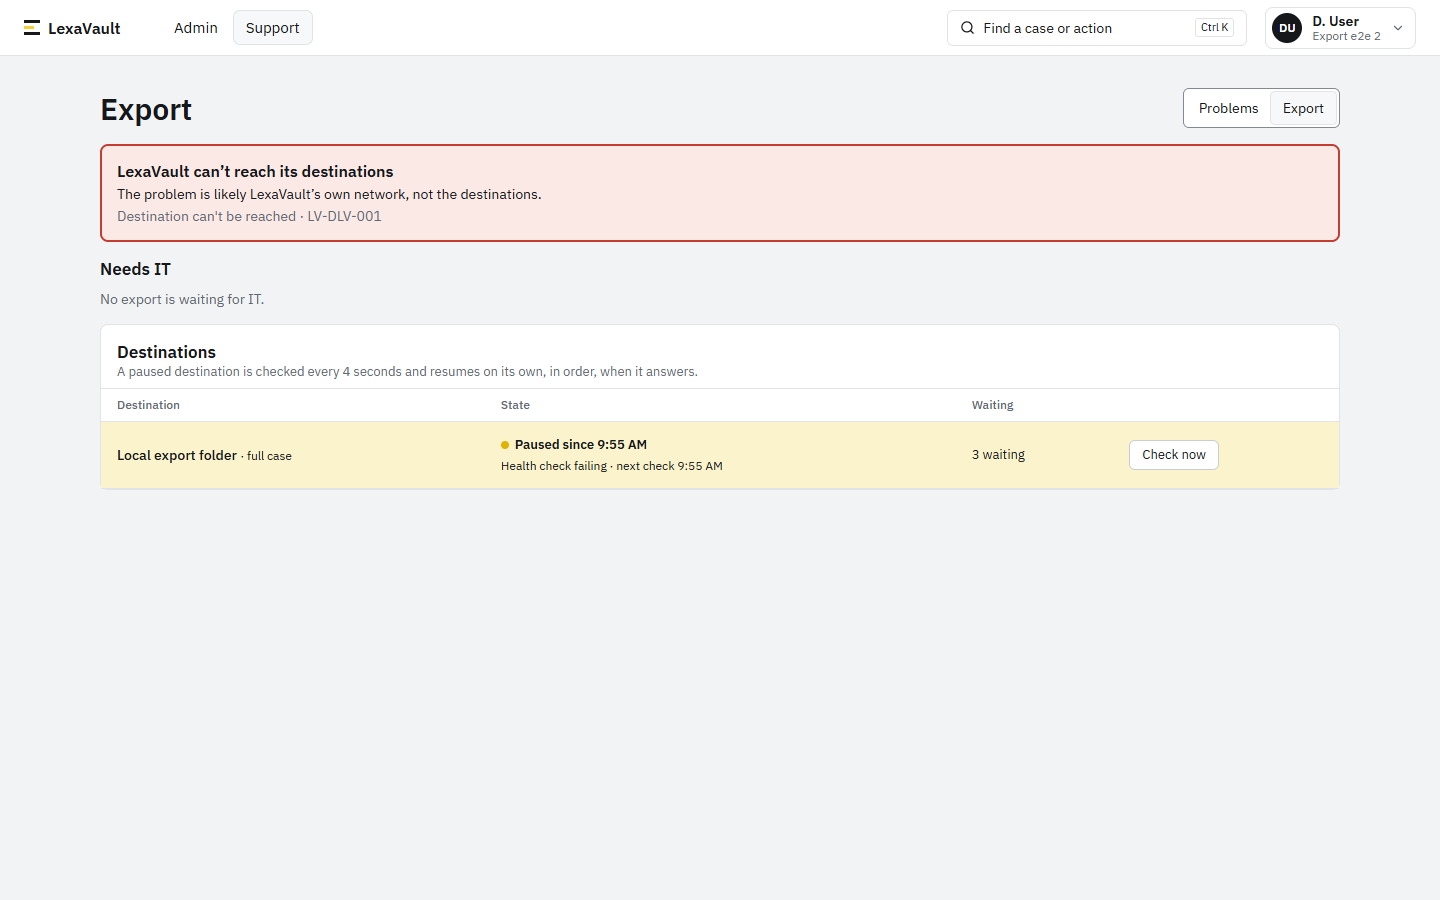 LexaVault
Admin
Support
Find a case or action
Ctrl K
DU
D. User
Export e2e 2
Export
Problems
Export
LexaVault can’t reach its destinations
The problem is likely LexaVault’s own network, not the destinations.
Destination can't be reached · LV-DLV-001
Needs IT
No export is waiting for IT.
Destinations
A paused destination is checked every 4 seconds and resumes on its own, in order, when it answers.
Destination State Waiting
Local export folder · full case
Paused since 9:55 AM
Health check failing · next check 9:55 AM
3 waiting
Check now